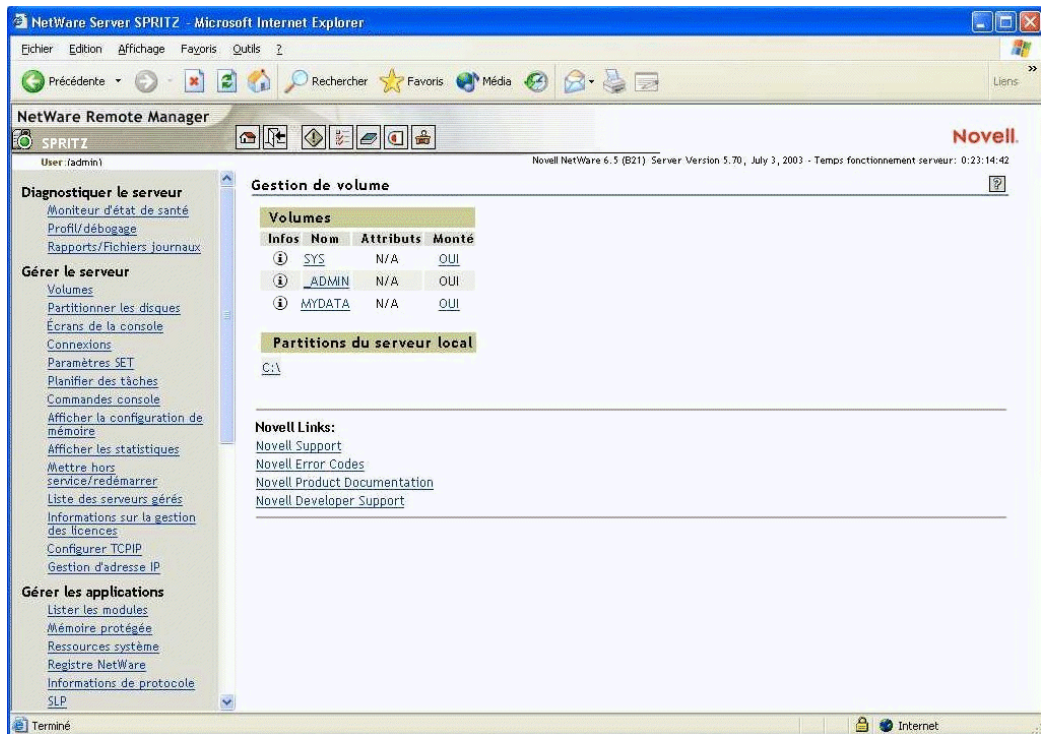 NetWare Server SPRITZ - Microsoft Internet Explorer
Fichier Edition Affichage Favoris Outils ?
Précédente Rechercher Favoris Média Liens
NetWare Remote Manager
SPRITZ
Novell.
User:(admin)
Novell NetWare 6.5 (B21) Server Version 5.70, July 3, 2003 - Temps fonctionnement serveur: 0:23:14:42
Diagnostiquer le serveur
Moniteur d'état de santé
Profil/débogage
Rapports/Fichiers journaux
Gérer le serveur
Volumes
Partitionner les disques
Écrans de la console
Connexions
Paramètres SET
Planifier des tâches
Commandes console
Afficher la configuration de
mémoire
Afficher les statistiques
Mettre hors
service/redémarrer
Liste des serveurs gérés
Informations sur la gestion
des licences
Configurer TCPIP
Gestion d'adresse IP
Gérer les applications
Lister les modules
Mémoire protégée
Ressources système
Registre NetWare
Informations de protocole
SLP
Gestion de volume
Volumes
Infos Nom Attributs Monté
SYS N/A OUI
_ADMIN N/A OUI
MYDATA N/A OUI
Partitions du serveur local
C:\
Novell Links:
Novell Support
Novell Error Codes
Novell Product Documentation
Novell Developer Support
Terminé Internet